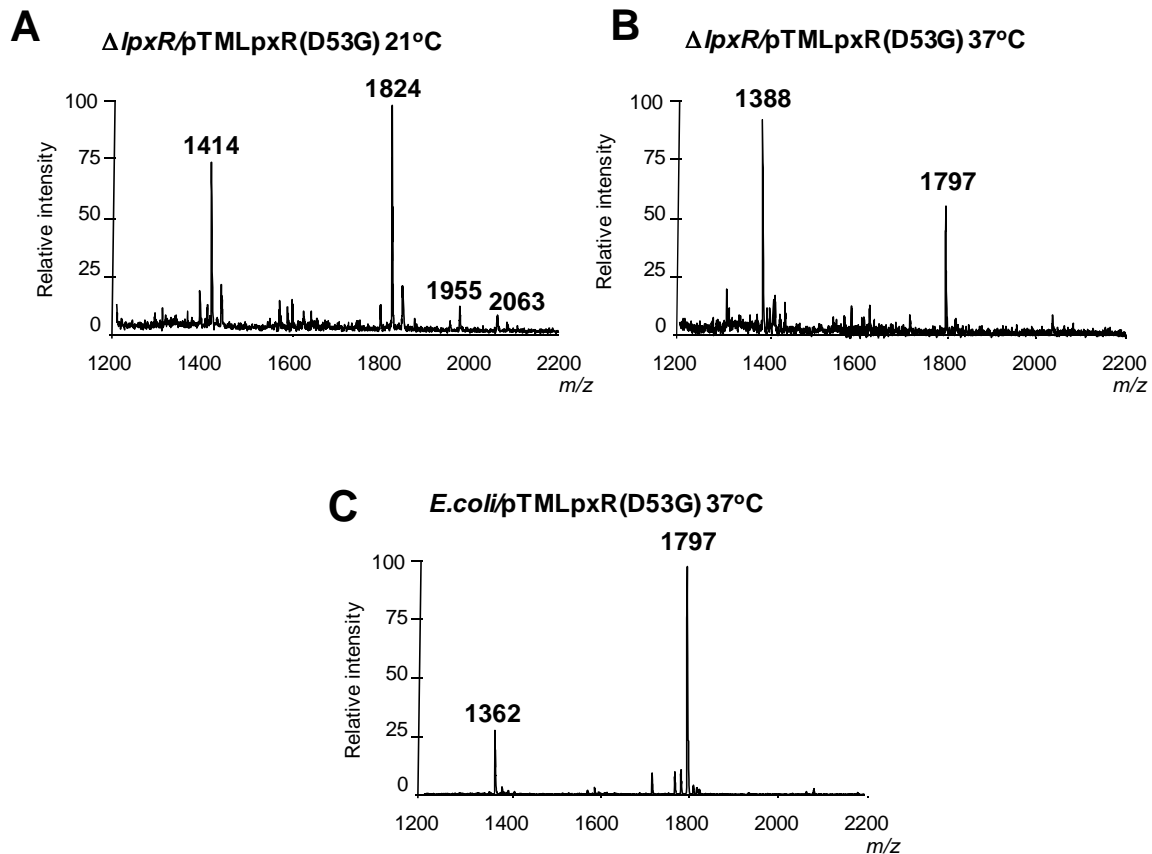 A
Δ lpxR/pTMLpxR(D53G) 21°C
Relative intensity
100
75
50
25
0
1414
1824
1955
2063
1200 1400 1600 1800 2000 2200
m/z
B
Δ lpxR/pTMLpxR(D53G) 37°C
Relative intensity
100
75
50
25
0
1388
1797
1200 1400 1600 1800 2000 2200
m/z
C
E.coli/pTMLpxR(D53G) 37°C
Relative intensity
100
75
50
25
0
1362
1797
1200 1400 1600 1800 2000 2200
m/z